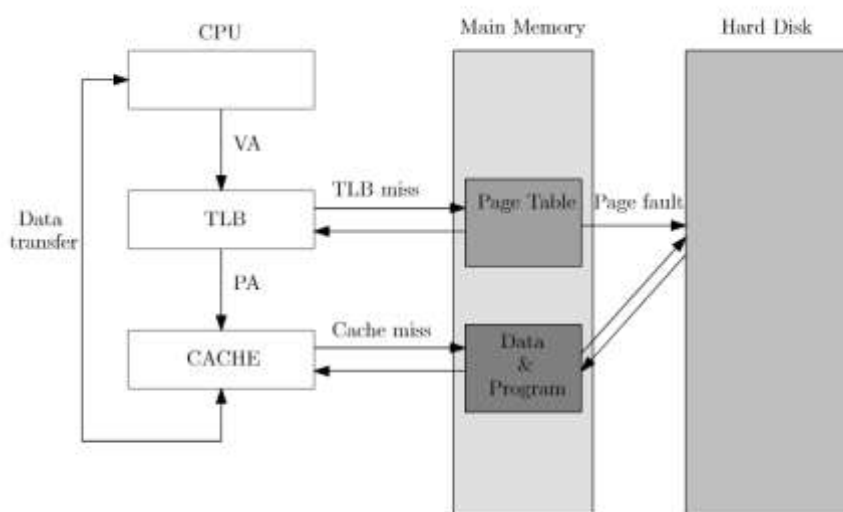 CPU
Main Memory
Hard Disk
VA
TLB miss
Page Table
Page fault
TLB
Data
transfer
PA
Cache miss
CACHE
Data
&
Program